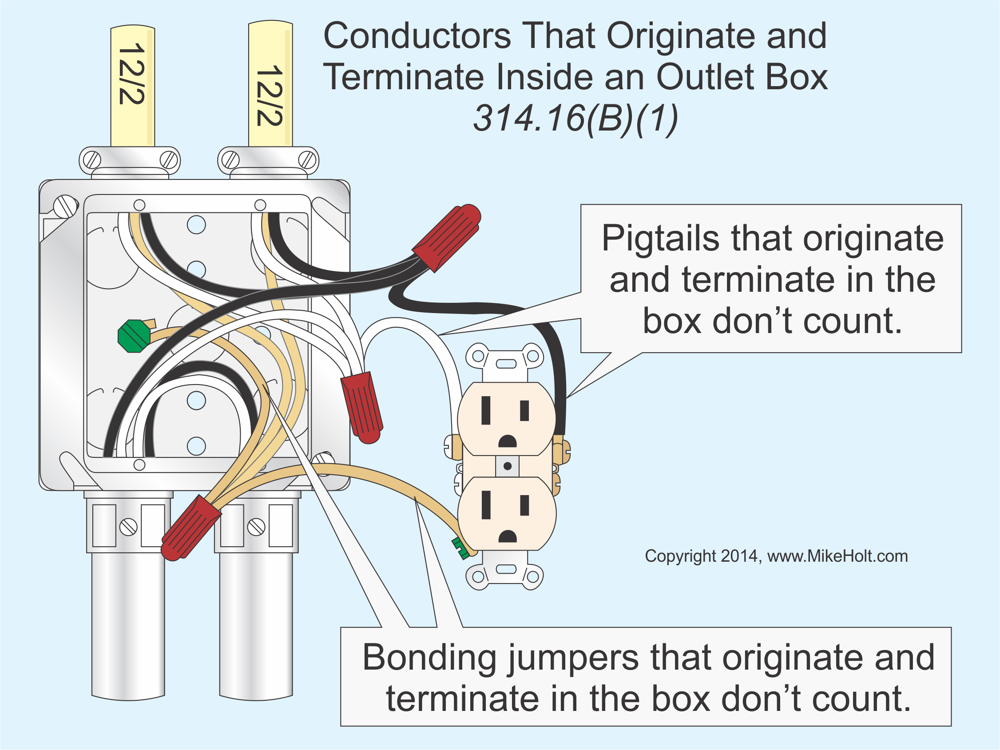 Conductors That Originate and
Terminate Inside an Outlet Box
314.16(B)(1)
12/2
12/2
Pigtails that originate
and terminate in the
box don’t count.
Copyright 2014, www.MikeHolt.com
Bonding jumpers that originate and
terminate in the box don’t count.